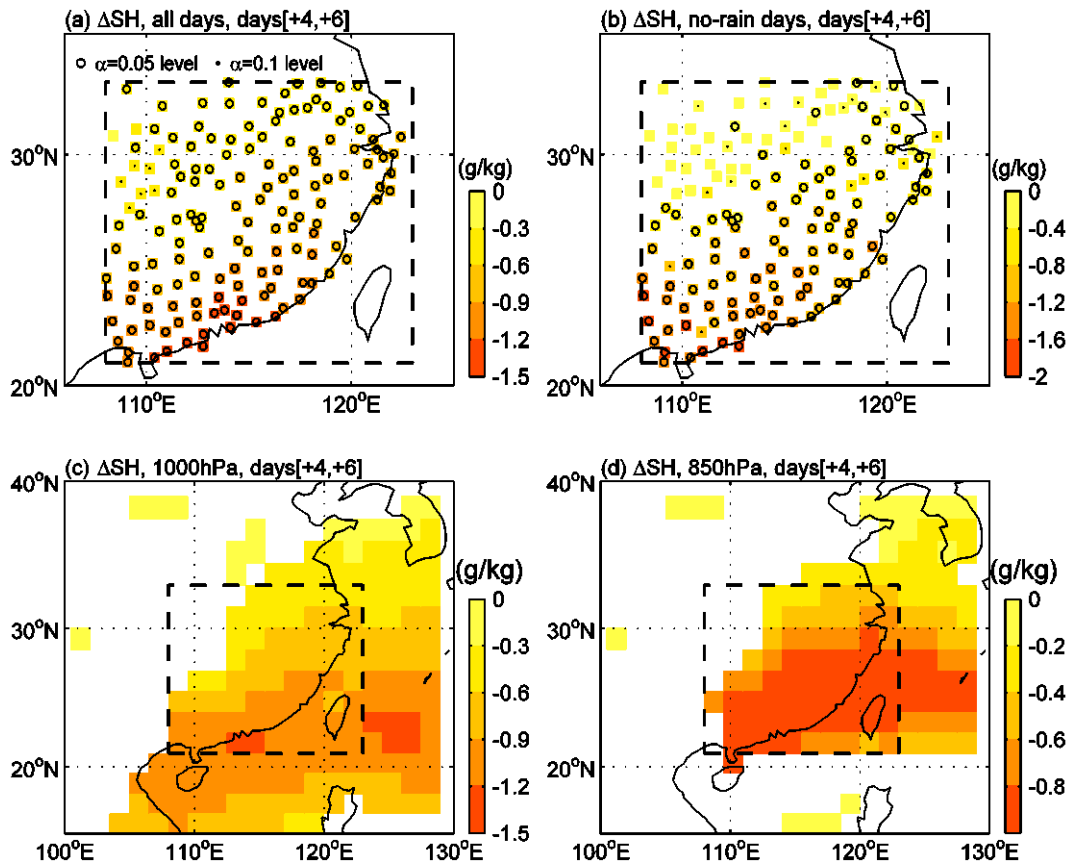 (a) ΔSH, all days, days[+4,+6]
o α=0.05 level · α=0.1 level
30°N
20°N
110°E
120°E
(g/kg)
0
-0.3
-0.6
-0.9
-1.2
-1.5
(b) ΔSH, no-rain days, days[+4,+6]
30°N
20°N
110°E
120°E
(g/kg)
0
-0.4
-0.8
-1.2
-1.6
-2
(c) ΔSH, 1000hPa, days[+4,+6]
40°N
30°N
20°N
100°E
110°E
120°E
130°E
(g/kg)
0
-0.3
-0.6
-0.9
-1.2
-1.5
(d) ΔSH, 850hPa, days[+4,+6]
40°N
30°N
20°N
100°E
110°E
120°E
130°E
(g/kg)
0
-0.2
-0.4
-0.6
-0.8